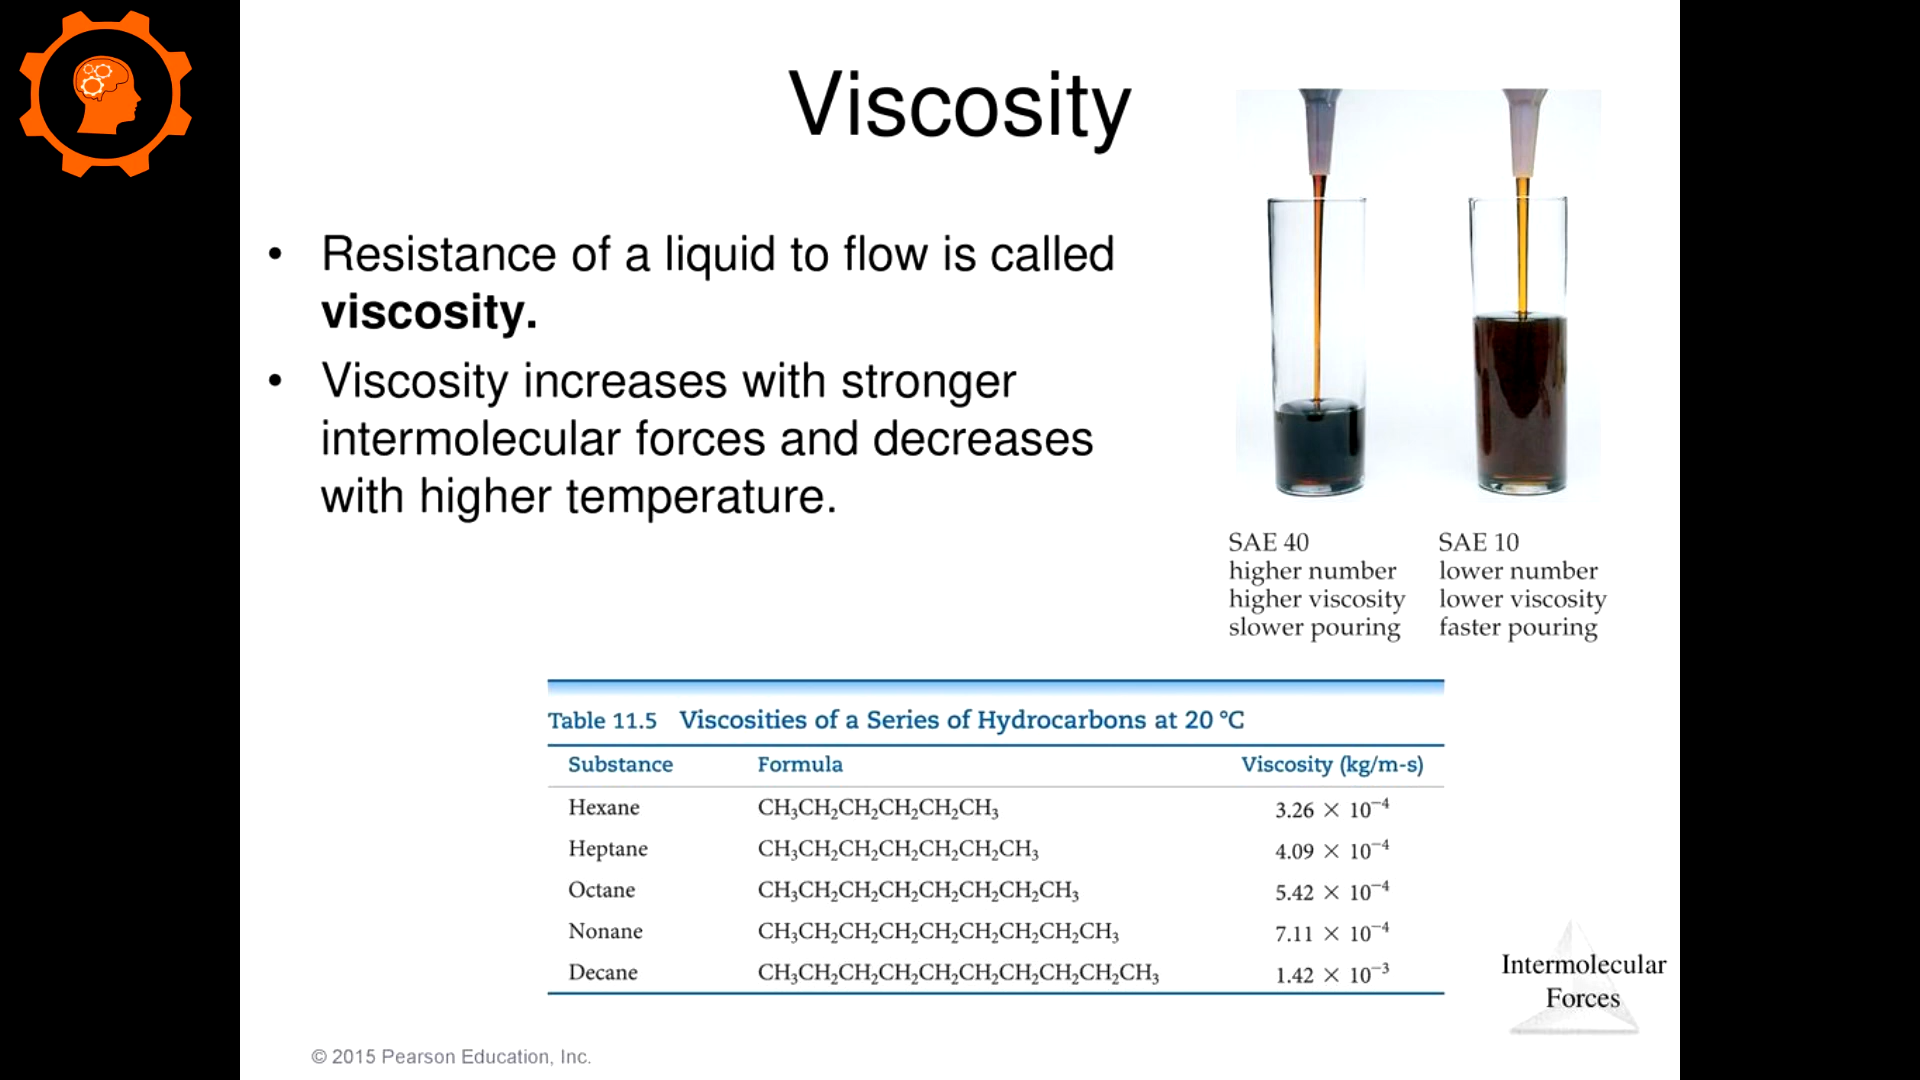 Viscosity
• Resistance of a liquid to flow is called
viscosity.
• Viscosity increases with stronger
intermolecular forces and decreases
with higher temperature.
SAE 40
higher number
higher viscosity
slower pouring
SAE 10
lower number
lower viscosity
faster pouring
Table 11.5 Viscosities of a Series of Hydrocarbons at 20 °C
Substance Formula Viscosity (kg/m-s)
Hexane CH₃CH₂CH₂CH₂CH₂CH₃ 3.26 × 10⁻⁴
Heptane CH₃CH₂CH₂CH₂CH₂CH₂CH₃ 4.09 × 10⁻⁴
Octane CH₃CH₂CH₂CH₂CH₂CH₂CH₂CH₃ 5.42 × 10⁻⁴
Nonane CH₃CH₂CH₂CH₂CH₂CH₂CH₂CH₂CH₃ 7.11 × 10⁻⁴
Decane CH₃CH₂CH₂CH₂CH₂CH₂CH₂CH₂CH₂CH₃ 1.42 × 10⁻³
Intermolecular
Forces
© 2015 Pearson Education, Inc.